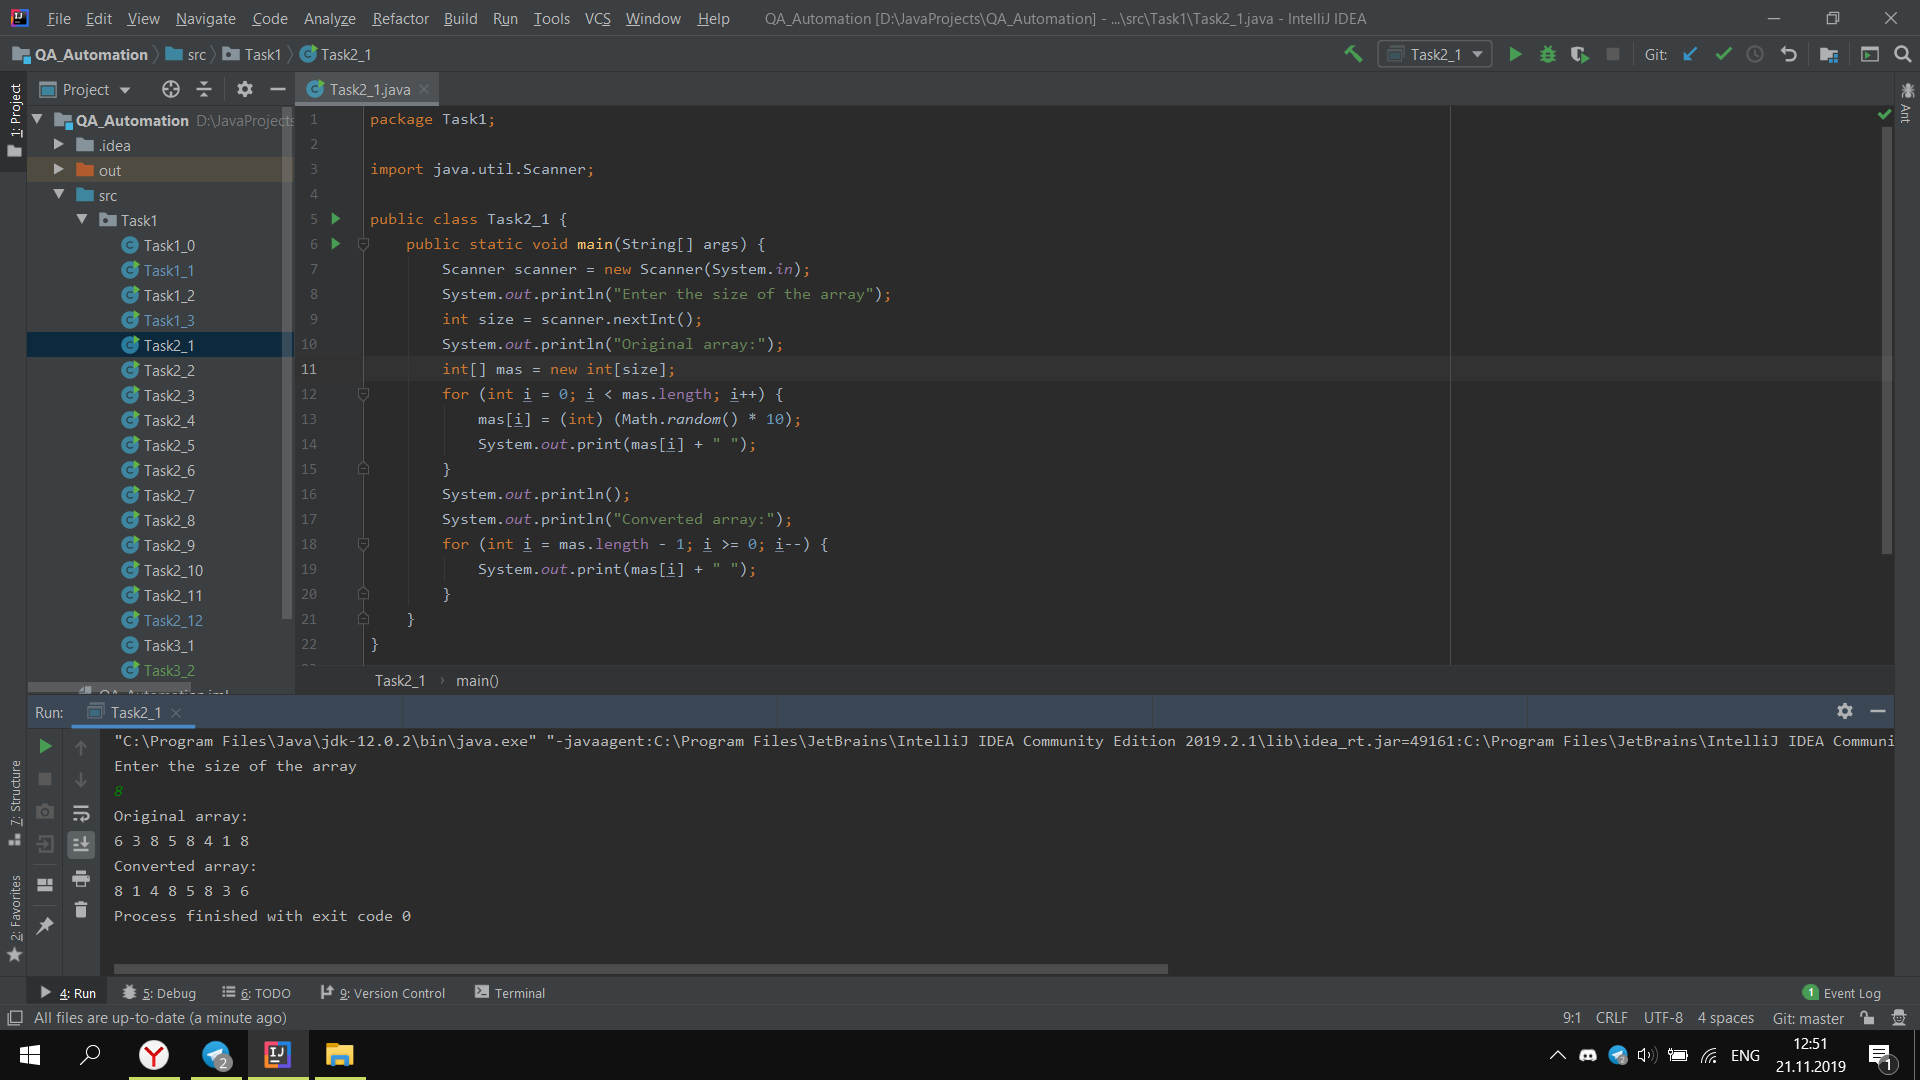 File Edit View Navigate Code Analyze Refactor Build Run Tools VCS Window Help QA_Automation [D:\JavaProjects\QA_Automation] - ...\src\Task1\Task2_1.java - IntelliJ IDEA
QA_Automation src Task1 Task2_1 Task2_1 Git:
1: Project
Project
QA_Automation D:\JavaProjects
.idea
out
src
Task1
Task1_0
Task1_1
Task1_2
Task1_3
Task2_1
Task2_2
Task2_3
Task2_4
Task2_5
Task2_6
Task2_7
Task2_8
Task2_9
Task2_10
Task2_11
Task2_12
Task3_1
Task3_2
Task2_1.java
Ant
1 package Task1;
2
3 import java.util.Scanner;
4
5 public class Task2_1 {
6 public static void main(String[] args) {
7 Scanner scanner = new Scanner(System.in);
8 System.out.println("Enter the size of the array");
9 int size = scanner.nextInt();
10 System.out.println("Original array:");
11 int[] mas = new int[size];
12 for (int i = 0; i < mas.length; i++) {
13 mas[i] = (int) (Math.random() * 10);
14 System.out.print(mas[i] + " ");
15 }
16 System.out.println();
17 System.out.println("Converted array:");
18 for (int i = mas.length - 1; i >= 0; i--) {
19 System.out.print(mas[i] + " ");
20 }
21 }
22 }
Task2_1 main()
Run: Task2_1
"C:\Program Files\Java\jdk-12.0.2\bin\java.exe" "-javaagent:C:\Program Files\JetBrains\IntelliJ IDEA Community Edition 2019.2.1\lib\idea_rt.jar=49161:C:\Program Files\JetBrains\IntelliJ IDEA Communi
Enter the size of the array
8
Original array:
6 3 8 5 8 4 1 8
Converted array:
8 1 4 8 5 8 3 6
Process finished with exit code 0
7: Structure
2: Favorites
4: Run 5: Debug 6: TODO 9: Version Control Terminal 1 Event Log
All files are up-to-date (a minute ago) 9:1 CRLF UTF-8 4 spaces Git: master
2 ENG 12:51
21.11.2019 1